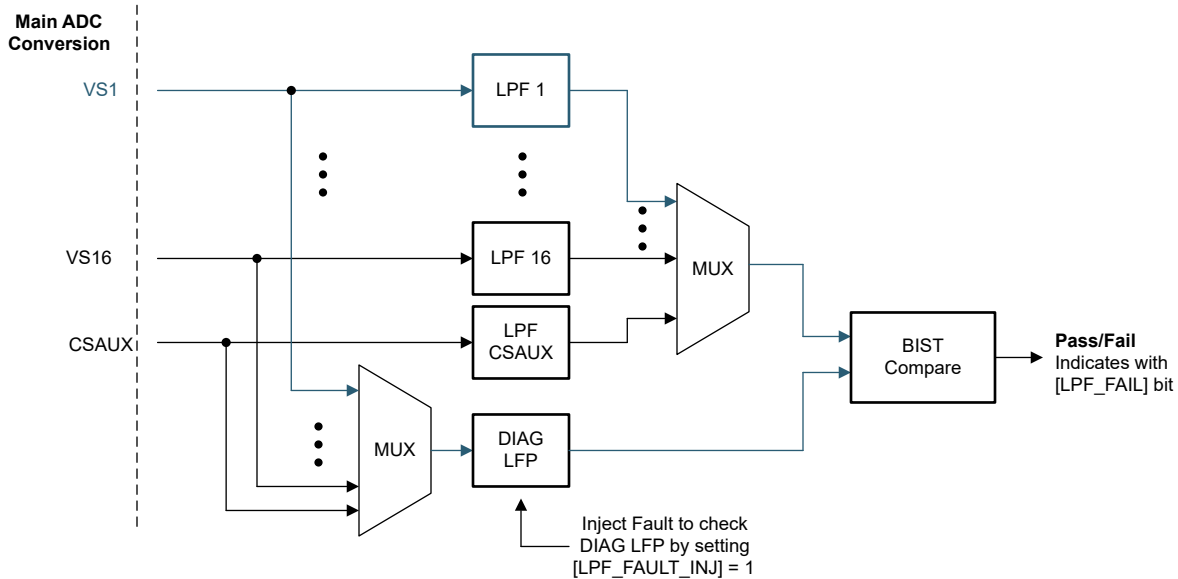 Main ADC
Conversion
VS1
LPF 1
VS16
LPF 16
MUX
CSAUX
LPF
CSAUX
BIST
Compare
Pass/Fail
Indicates with
[LPF_FAIL] bit
MUX
DIAG
LFP
Inject Fault to check
DIAG LFP by setting
[LPF_FAULT_INJ] = 1